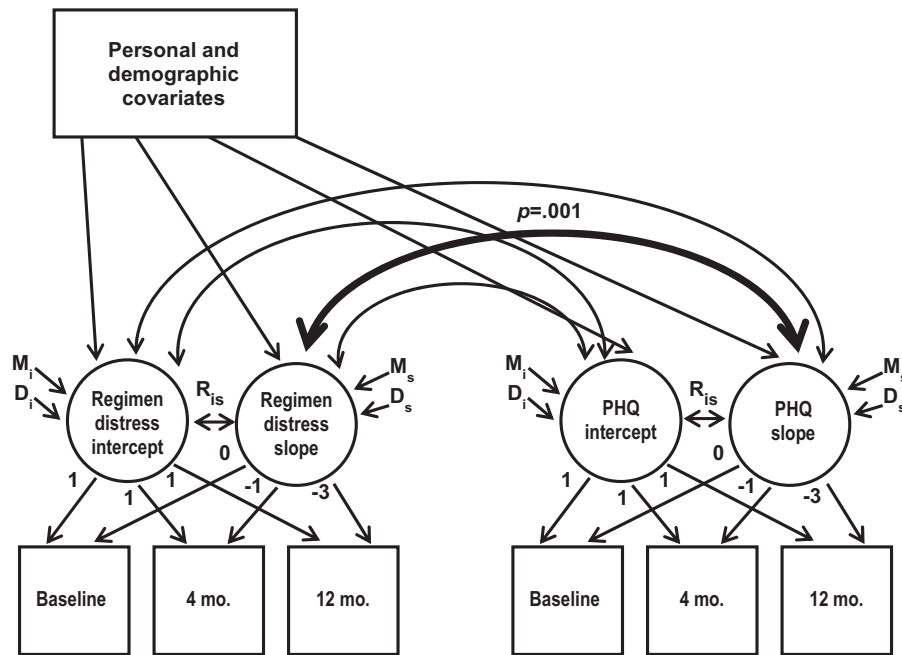 Personal and
demographic
covariates
p=.001
Mi
Di
Regimen
distress
intercept
Ris
Regimen
distress
slope
Ms
Ds
Mi
Di
PHQ
intercept
Ris
PHQ
slope
Ms
Ds
1
1
1
0
-1
-3
1
1
1
0
-1
-3
Baseline
4 mo.
12 mo.
Baseline
4 mo.
12 mo.